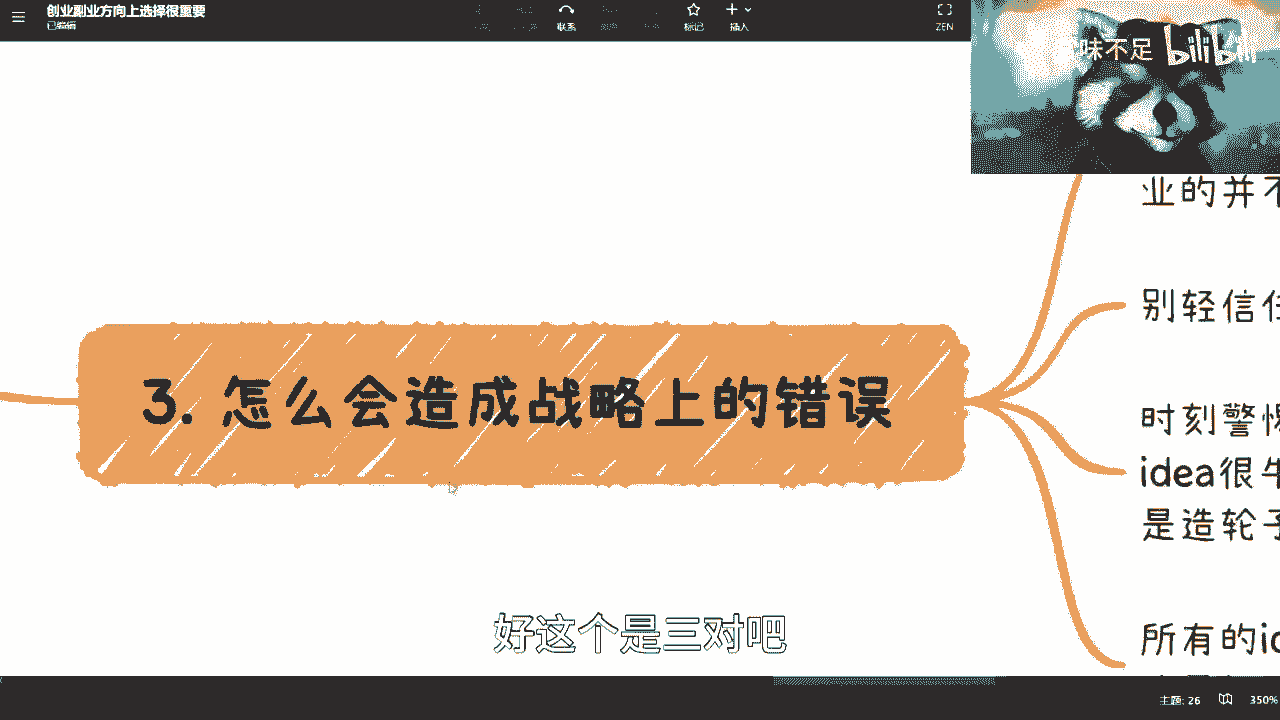 创业副业方向上选择很重要
已编辑
联系
标记
插入
ZEN
味不足 bilibili
业的并不
别轻信任
3. 怎么会造成战略上的错误
时刻警惕
idea很牛
是造轮子
好这个是三对吧
所有的id
主题: 26
350%